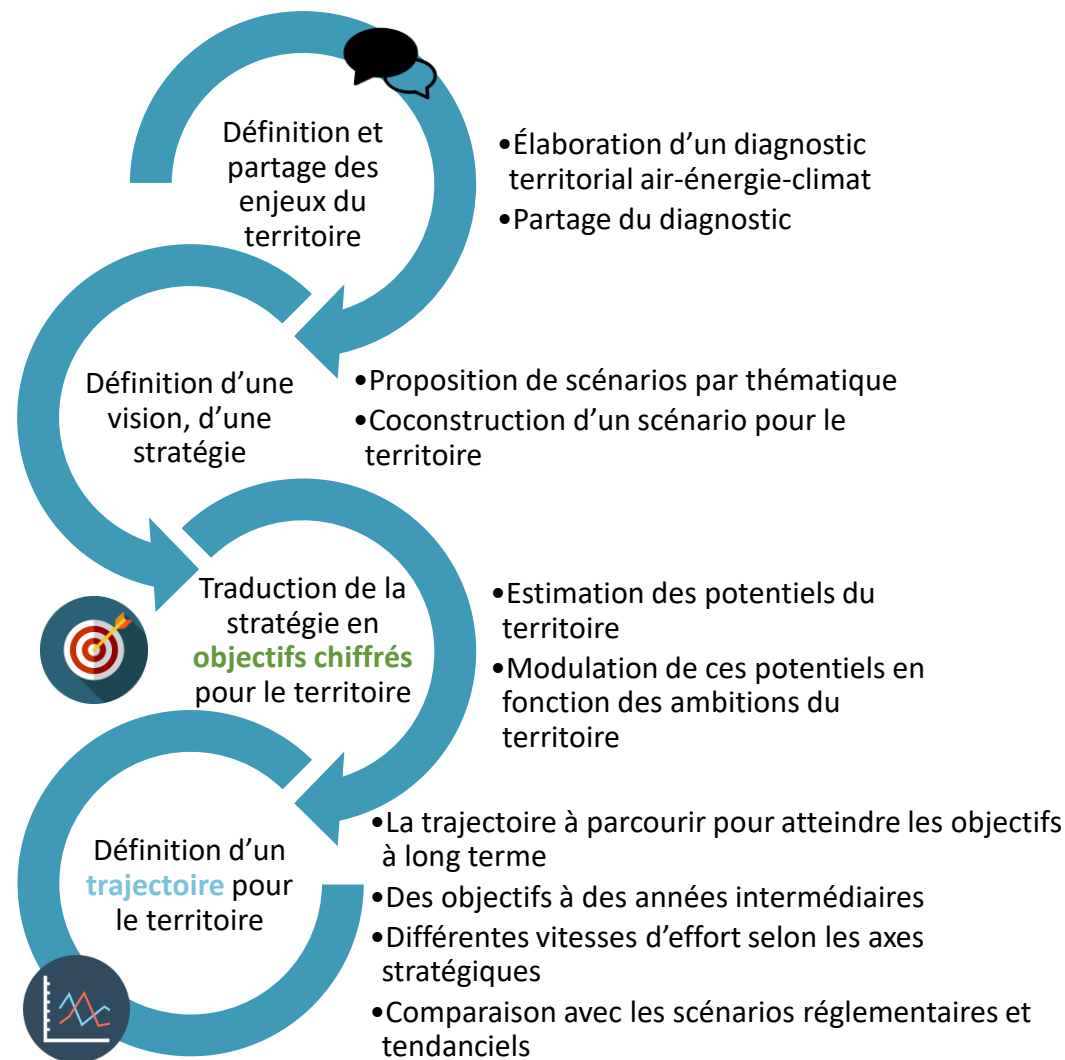 Définition et
partage des
enjeux du
territoire
•Élaboration d’un diagnostic
territorial air-énergie-climat
•Partage du diagnostic
Définition d’une
vision, d’une
stratégie
•Proposition de scénarios par thématique
•Coconstruction d’un scénario pour le
territoire
Traduction de la
stratégie en
objectifs chiffrés
pour le territoire
•Estimation des potentiels du
territoire
•Modulation de ces potentiels en
fonction des ambitions du
territoire
Définition d’un
trajectoire pour
le territoire
•La trajectoire à parcourir pour atteindre les objectifs
à long terme
•Des objectifs à des années intermédiaires
•Différentes vitesses d’effort selon les axes
stratégiques
•Comparaison avec les scénarios réglementaires et
tendanciels